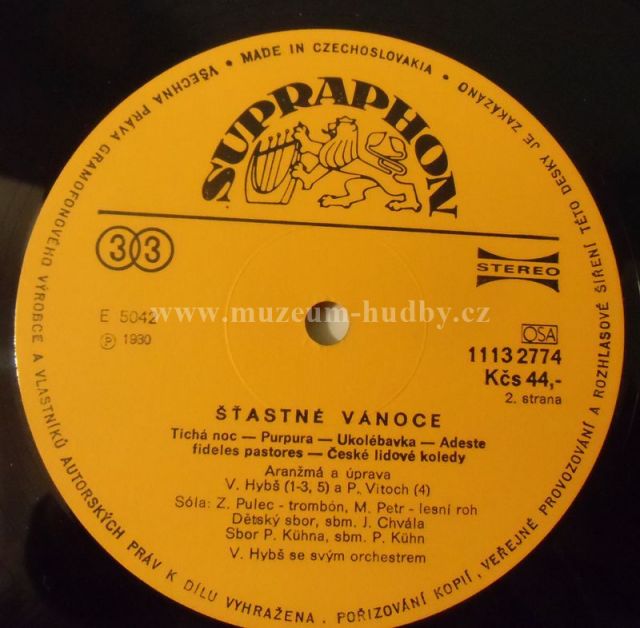 VŠECHNA PRÁVA GRAMOFONOVÉHO VÝROBCE A VLASTNÍKŮ AUTORSKÝCH PRÁV K DÍLU VYHRAŽENA. POŘIZOVÁNÍ KOPIÍ, VEŘEJNÉ PROVOZOVÁNÍ A ROZHLASOVÉ ŠÍŘENÍ TÉTO DESKY JE ZAKÁZÁNO • MADE IN CZECHOSLOVAKIA •
SUPRAPHON
33
STEREO
E 5042
www.muzeum-hudby.cz
Ⓟ 1980
OSA
1113 2774
Kčs 44,-
2. strana
ŠŤASTNÉ VÁNOCE
Tichá noc — Purpura — Ukolébavka — Adeste
fideles pastores — České lidové koledy
Aranžmá a úprava
V. Hybš (1-3, 5) a P. Vitoch (4)
Sóla: Z. Pulec - trombón, M. Petr - lesní roh
Dětský sbor, sbm. J. Chvála
Sbor P. Kühna, sbm. P. Kühn
V. Hybš se svým orchestrem